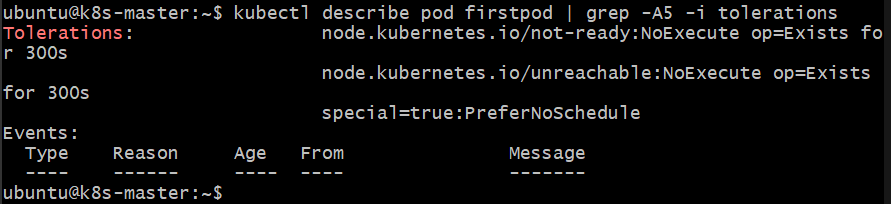 ubuntu@k8s-master:~$ kubectl describe pod firstpod | grep -A5 -i tolerations
Tolerations:                 node.kubernetes.io/not-ready:NoExecute op=Exists fo
r 300s
                             node.kubernetes.io/unreachable:NoExecute op=Exists
for 300s
                             special=true:PreferNoSchedule
Events:
  Type    Reason     Age   From               Message
  ----    ------     ----  ----               -------
ubuntu@k8s-master:~$